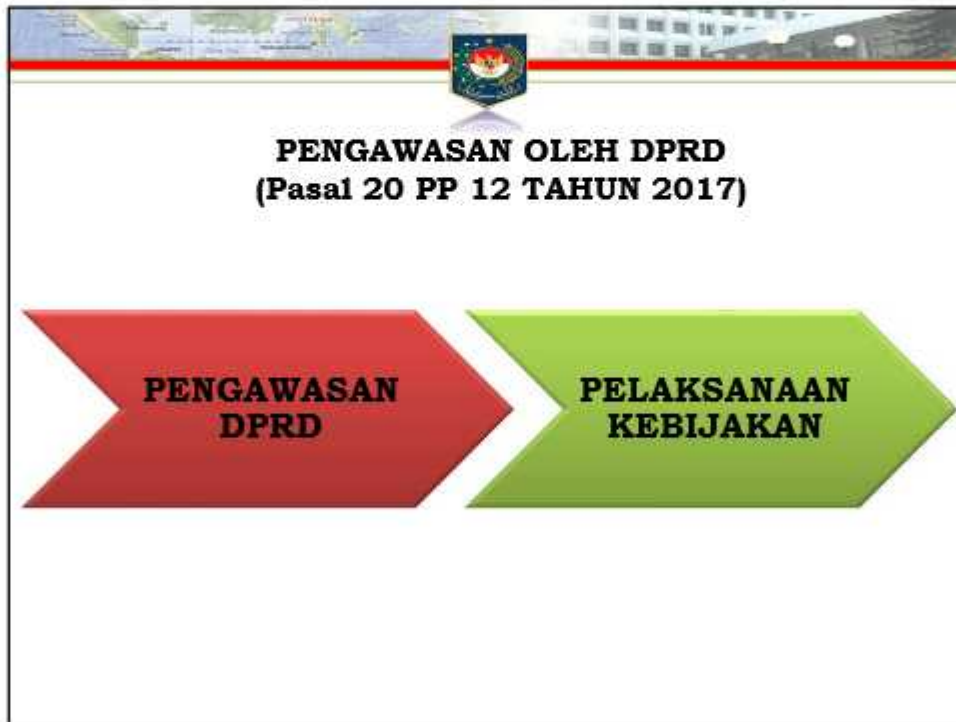 PENGAWASAN OLEH DPRD
(Pasal 20 PP 12 TAHUN 2017)
PENGAWASAN
DPRD
PELAKSANAAN
KEBIJAKAN